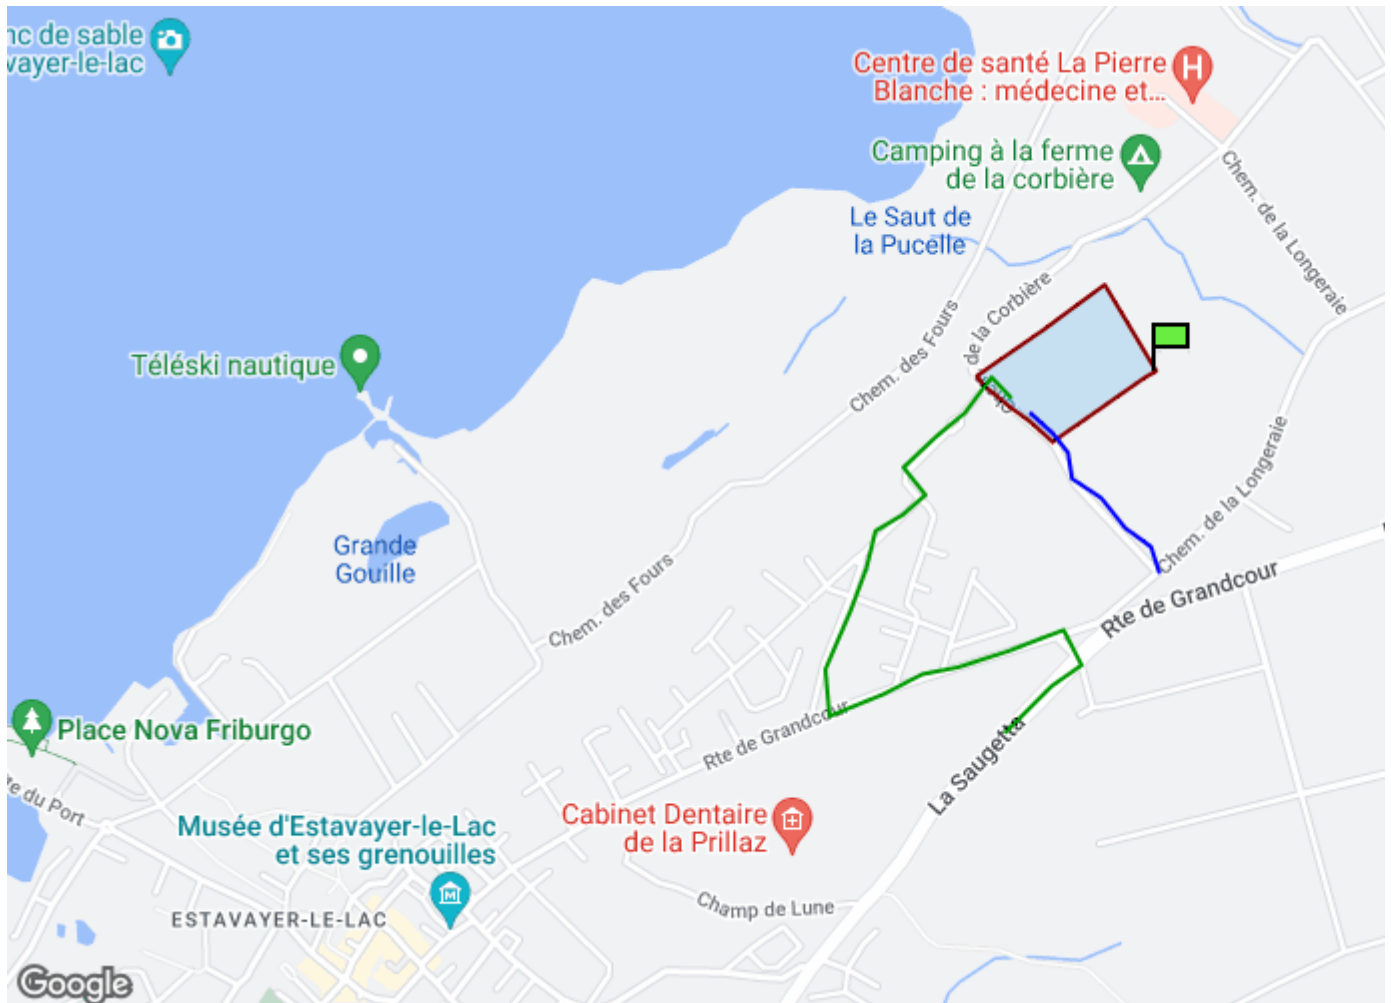 nc de sable
vayer-le-lac
Centre de santé La Pierre
Blanche : médecine et...
Camping à la ferme
de la corbière
Chem. de la Longeraie
Le Saut de
la Pucelle
de la Corbière
Chem. des Fours
Téléski nautique
Che
Chem. de la Longeraie
Grande
Gouille
Chem. des Fours
Rte de Grandcour
Place Nova Friburgo
Rte de Grandcour
La Saugetta
te du Port
Cabinet Dentaire
de la Prillaz
Musée d'Estavayer-le-Lac
et ses grenouilles
M
H
Champ de Lune
ESTAVAYER-LE-LAC
Google